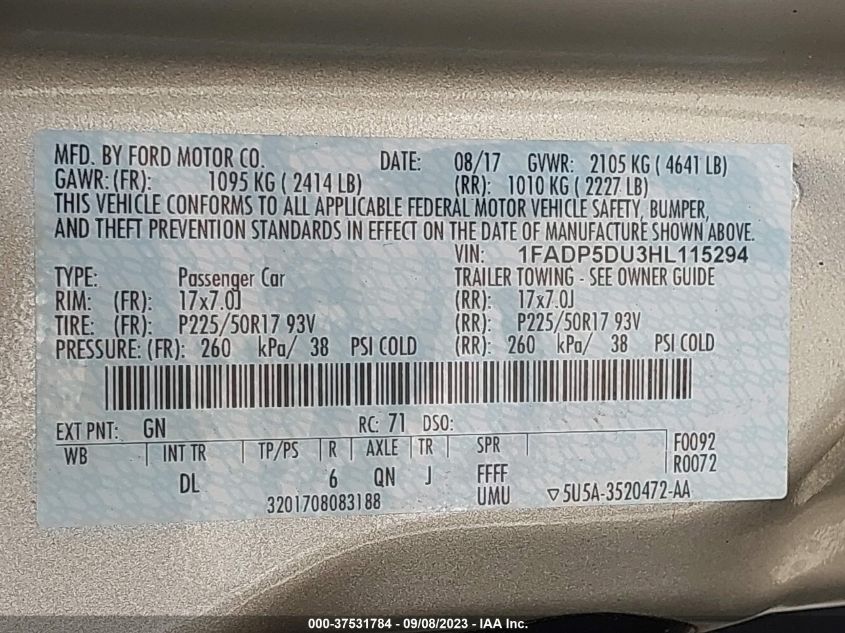 MFD. BY FORD MOTOR CO. DATE: 08/17 GVWR: 2105 KG ( 4641 LB)
GAWR: (FR): 1095 KG ( 2414 LB) (RR): 1010 KG ( 2227 LB)
THIS VEHICLE CONFORMS TO ALL APPLICABLE FEDERAL MOTOR VEHICLE SAFETY, BUMPER,
AND THEFT PREVENTION STANDARDS IN EFFECT ON THE DATE OF MANUFACTURE SHOWN ABOVE.
VIN: 1FADP5DU3HL115294
TYPE: Passenger Car TRAILER TOWING - SEE OWNER GUIDE
RIM: (FR): 17x7.0J (RR): 17x7.0J
TIRE: (FR): P225/50R17 93V (RR): P225/50R17 93V
PRESSURE: (FR): 260 kPa/ 38 PSI COLD (RR): 260 kPa/ 38 PSI COLD
EXT PNT: GN RC: 71 DSO:
WB INT TR TP/PS R AXLE TR SPR F0092
DL 6 QN J FFFF R0072
3201708083188 UMU ▽5U5A-3520472-AA
000-37531784 - 09/08/2023 - IAA Inc.